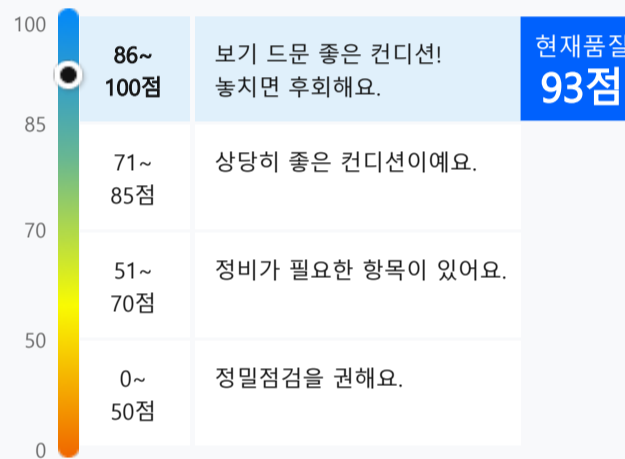 100
86~
100점
보기 드문 좋은 컨디션!
놓치면 후회해요.
현재품질
93점
85
71~
85점
상당히 좋은 컨디션이예요.
70
51~
70점
정비가 필요한 항목이 있어요.
50
0~
50점
정밀점검을 권해요.
0